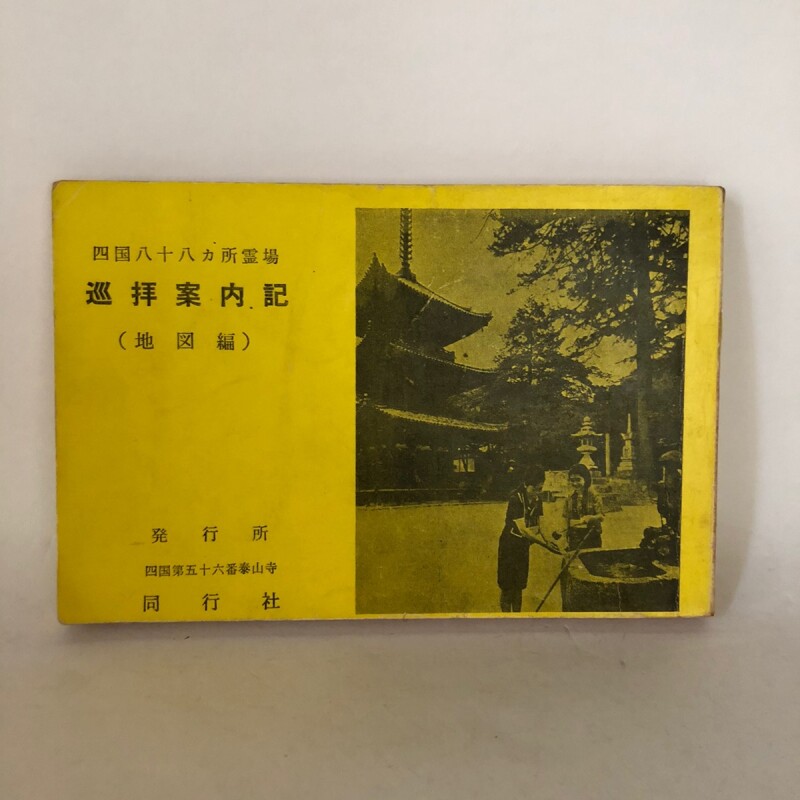 四国八十八カ所霊場
巡拝案内記
(地図編)
発行所
四国第五十六番泰山寺
同行社